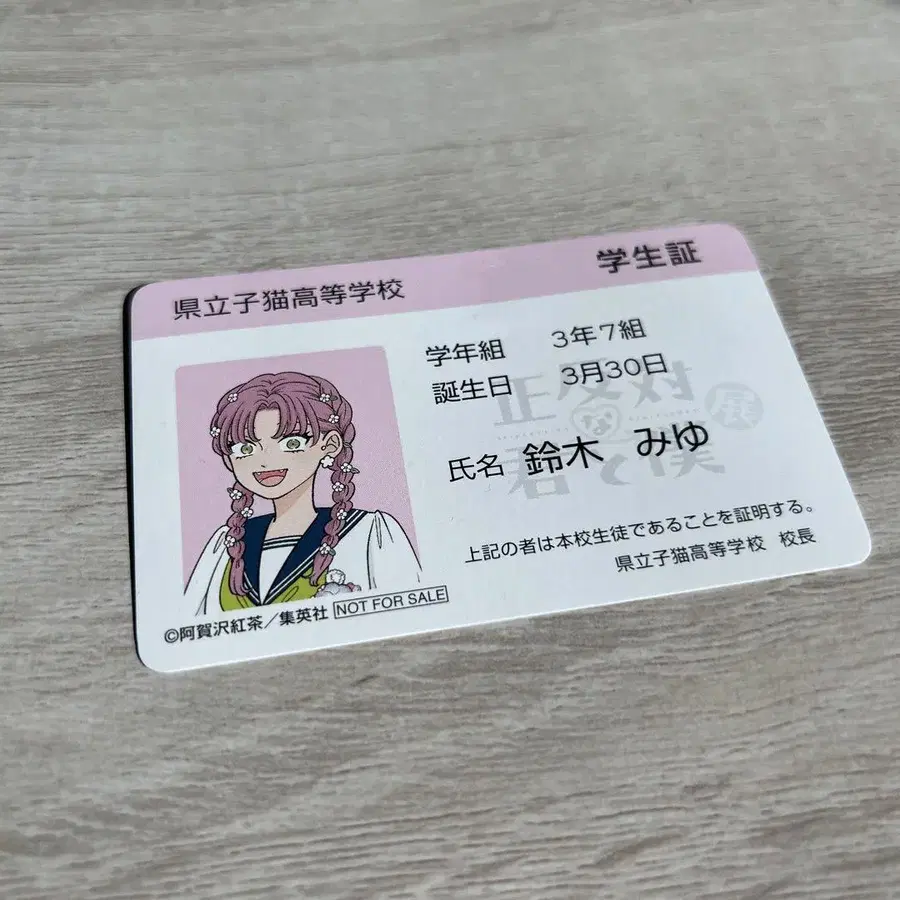 県立子猫高等学校
学生証
学年組 3年7組
誕生日 3月30日
正反対
な
君と僕
展
氏名 鈴木 みゆ
上記の者は本校生徒であることを証明する。
県立子猫高等学校 校長
©阿賀沢紅茶/集英社 NOT FOR SALE